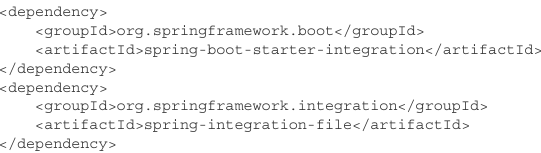 <dependency>
    <groupId>org.springframework.boot</groupId>
    <artifactId>spring-boot-starter-integration</artifactId>
</dependency>
<dependency>
    <groupId>org.springframework.integration</groupId>
    <artifactId>spring-integration-file</artifactId>
</dependency>